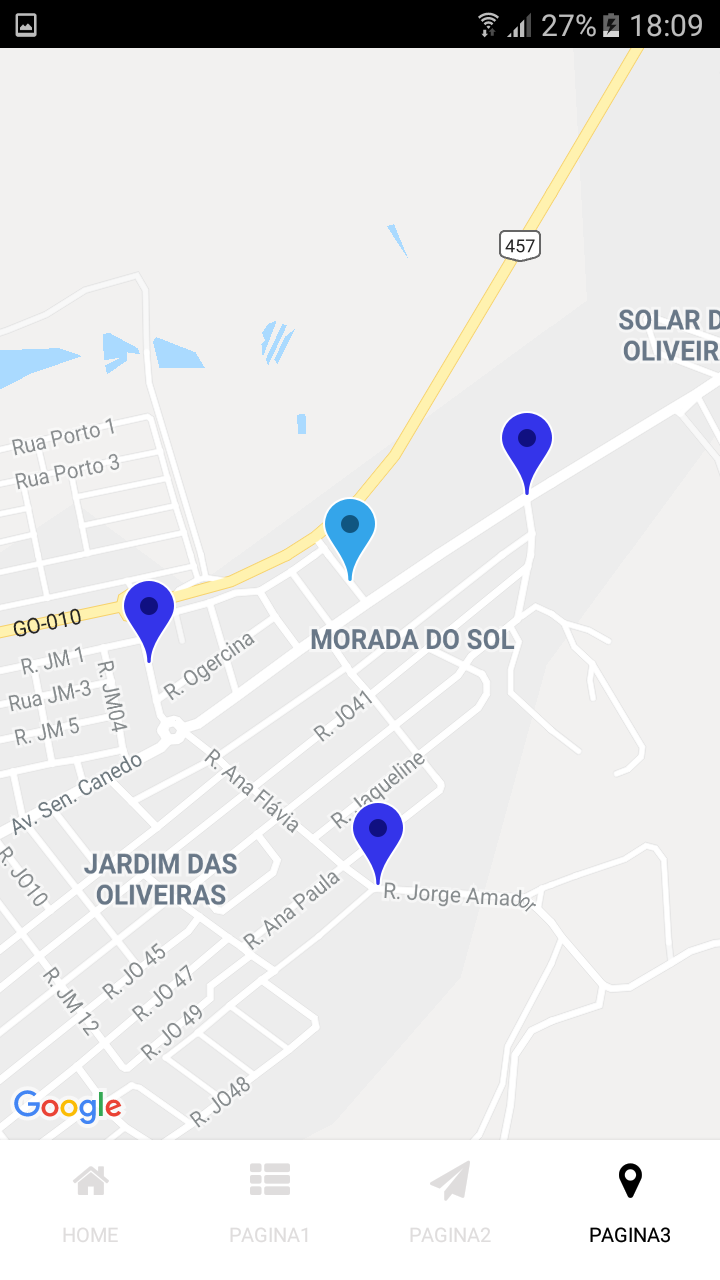 27% 18:09
457
SOLAR D
OLIVEIR
Rua Porto 1
Rua Porto 3
GO-010
MORADA DO SOL
R. JM 1
R. Ogercina
Rua JM-3
R. JM04
R. JM 5
R. JO41
Av. Sen. Canedo
R. Ana Flávia
R. Jaqueline
JARDIM DAS
OLIVEIRAS
R. JO10
R. Ana Paula
R. Jorge Amador
R. JO 45
R. JO 47
R. JM 12
R. JO 49
R. JO48
Google
HOME PAGINA1 PAGINA2 PAGINA3